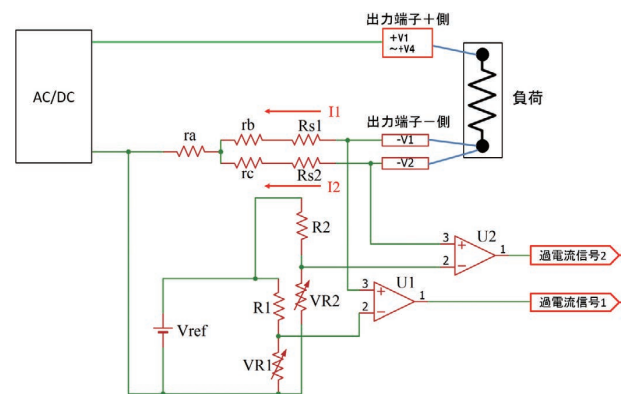 出力端子＋側
+V1
～+V4
AC/DC
負荷
I1
出力端子－側
ra
rb
Rs1
-V1
rc
Rs2
-V2
I2
R2
3
+
U2
1
過電流信号2
2
−
R1
VR2
3
+
U1
1
過電流信号1
2
−
Vref
VR1